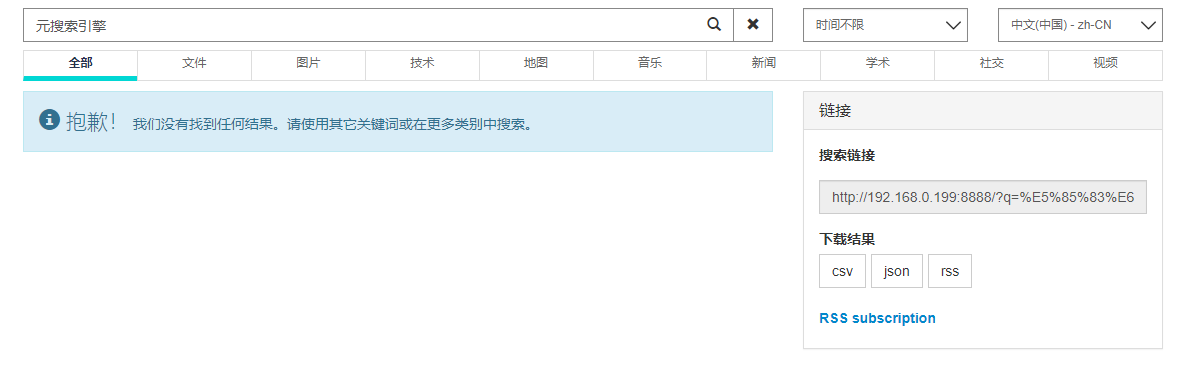 元搜索引擎
时间不限
中文(中国) - zh-CN
全部 文件 图片 技术 地图 音乐 新闻 学术 社交 视频
抱歉! 我们没有找到任何结果。请使用其它关键词或在更多类别中搜索。
链接
搜索链接
http://192.168.0.199:8888/?q=%E5%85%83%E6
下载结果
csv json rss
RSS subscription